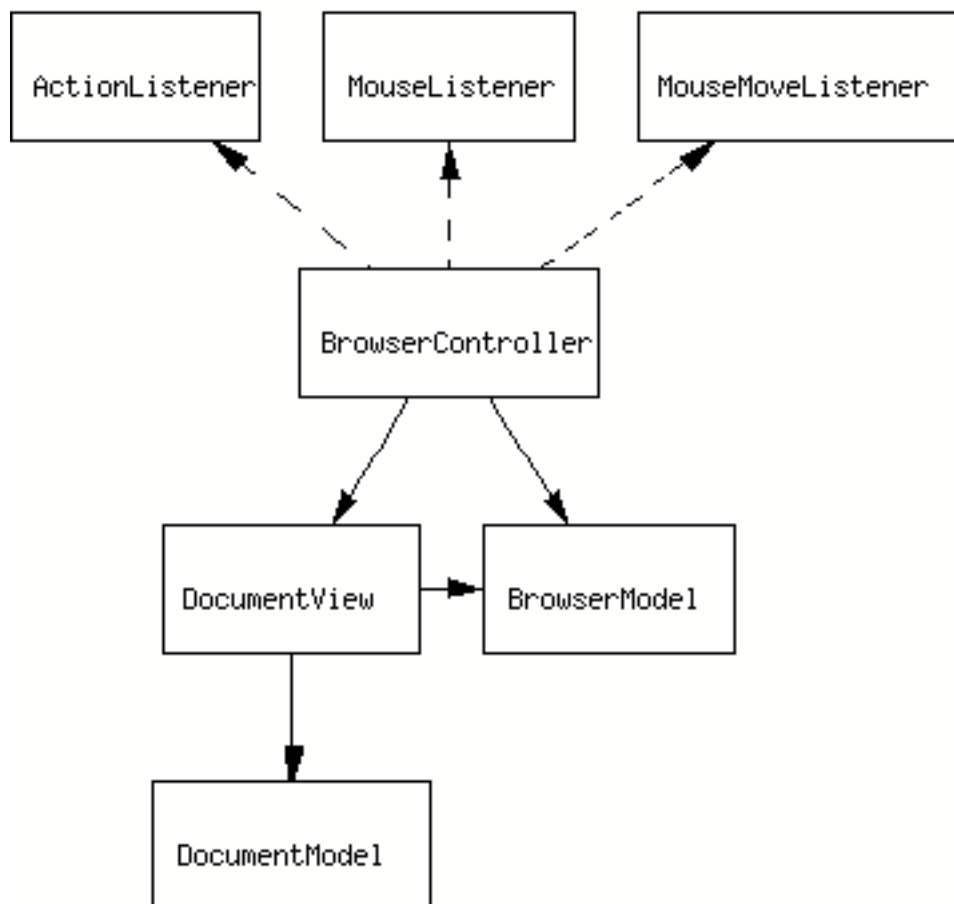 ActionListener
MouseListener
MouseMoveListener
BrowserController
DocumentView
BrowserModel
DocumentModel